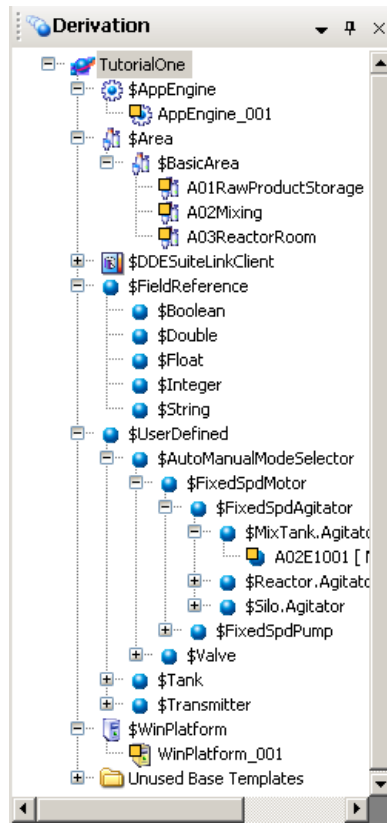 Derivation
TutorialOne
$AppEngine
AppEngine_001
$Area
$BasicArea
A01RawProductStorage
A02Mixing
A03ReactorRoom
$DDESuiteLinkClient
$FieldReference
$Boolean
$Double
$Float
$Integer
$String
$UserDefined
$AutoManualModeSelector
$FixedSpdMotor
$FixedSpdAgitator
$MixTank.Agitato
A02E1001 [
$Reactor.Agitato
$Silo.Agitator
$FixedSpdPump
$Valve
$Tank
$Transmitter
$WinPlatform
WinPlatform_001
Unused Base Templates